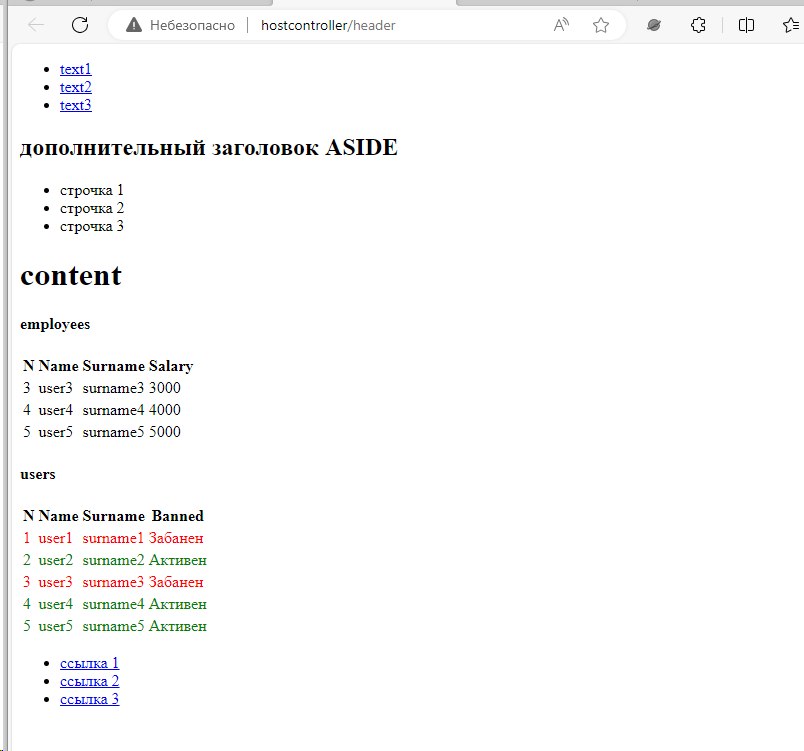 Небезопасно hostcontroller/header
text1
text2
text3
дополнительный заголовок ASIDE
строчка 1
строчка 2
строчка 3
content
employees
N Name Surname Salary
3 user3 surname3 3000
4 user4 surname4 4000
5 user5 surname5 5000
users
N Name Surname Banned
1 user1 surname1 Забанен
2 user2 surname2 Активен
3 user3 surname3 Забанен
4 user4 surname4 Активен
5 user5 surname5 Активен
ссылка 1
ссылка 2
ссылка 3